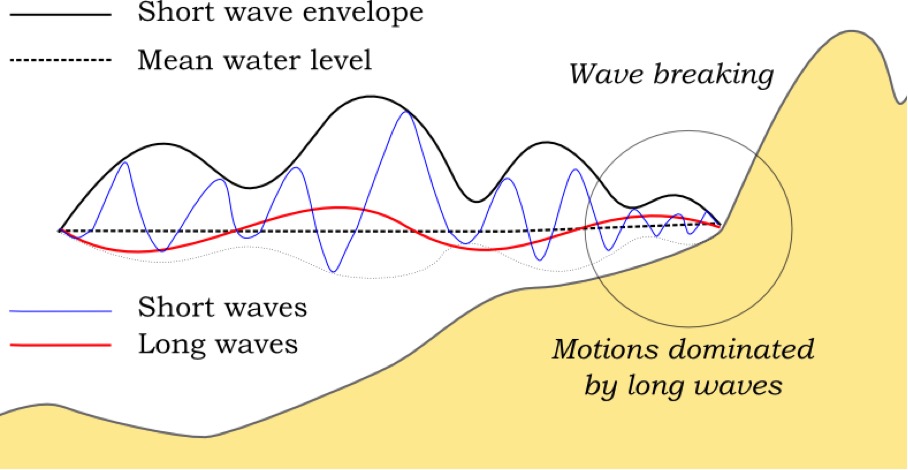 Short wave envelope
Mean water level
Wave breaking
Short waves
Long waves
Motions dominated
by long waves